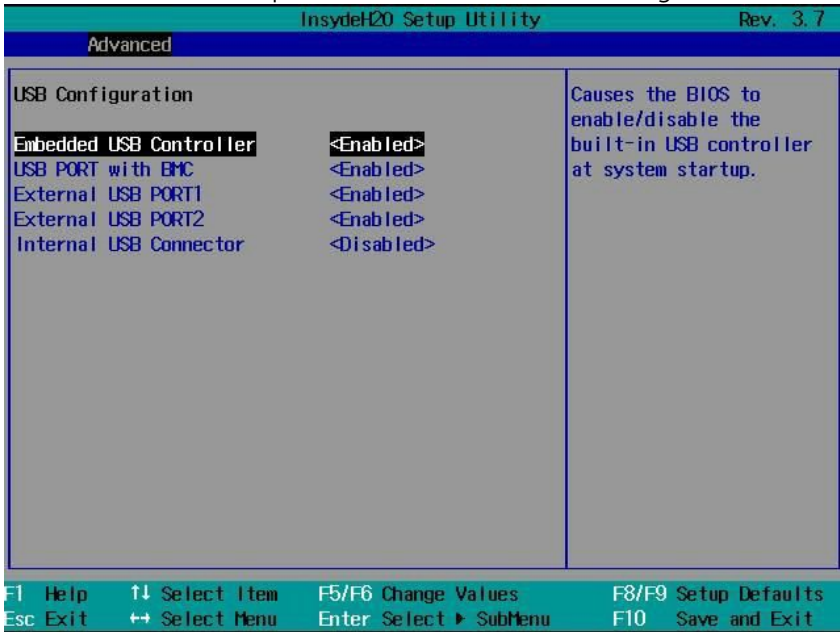 InsydeH20 Setup Utility Rev. 3.7
Advanced
USB Configuration
Embedded USB Controller <Enabled>
USB PORT with BMC <Enabled>
External USB PORT1 <Enabled>
External USB PORT2 <Enabled>
Internal USB Connector <Disabled>
Causes the BIOS to
enable/disable the
built-in USB controller
at system startup.
F1 Help ↑↓ Select Item F5/F6 Change Values F8/F9 Setup Defaults
Esc Exit ↔ Select Menu Enter Select ▶ SubMenu F10 Save and Exit